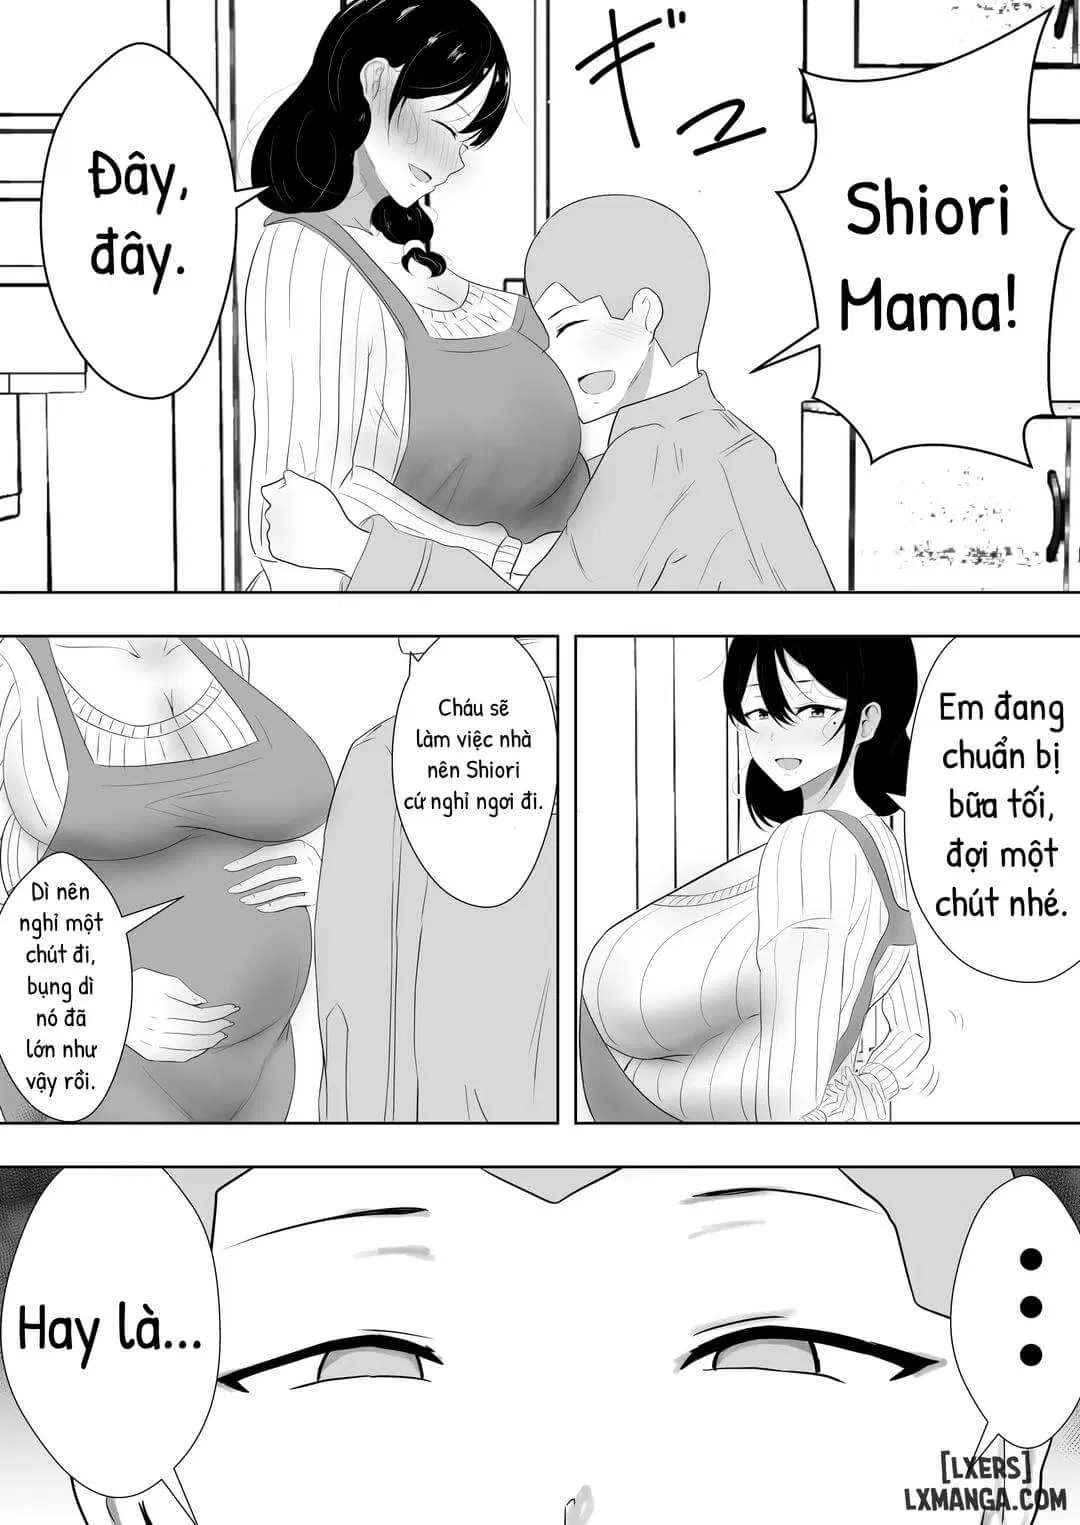 Shiori
Mama!
ギュ
Đây,
đây.
Em đang
chuẩn bị
bữa tối,
đợi một
chút nhé.
Cháu sẽ
làm việc nhà
nên Shiori
cứ nghỉ ngơi đi.
Dì nên
nghỉ một
chút đi,
bụng dì
nó đã
lớn như
vậy rồi.
...
Hay là...
[LXERS]
LXMANGA.COM